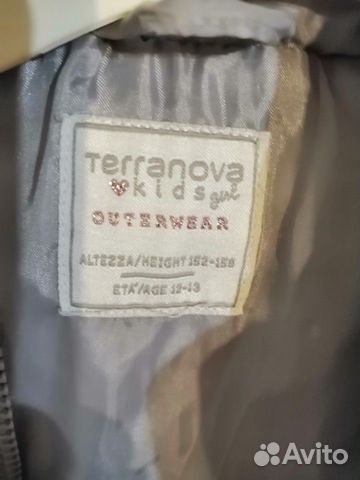 Terranova
kids girl
OUTERWEAR
ALTEZZA/HEIGHT 152-158
ETA'/AGE 12-13
Avito